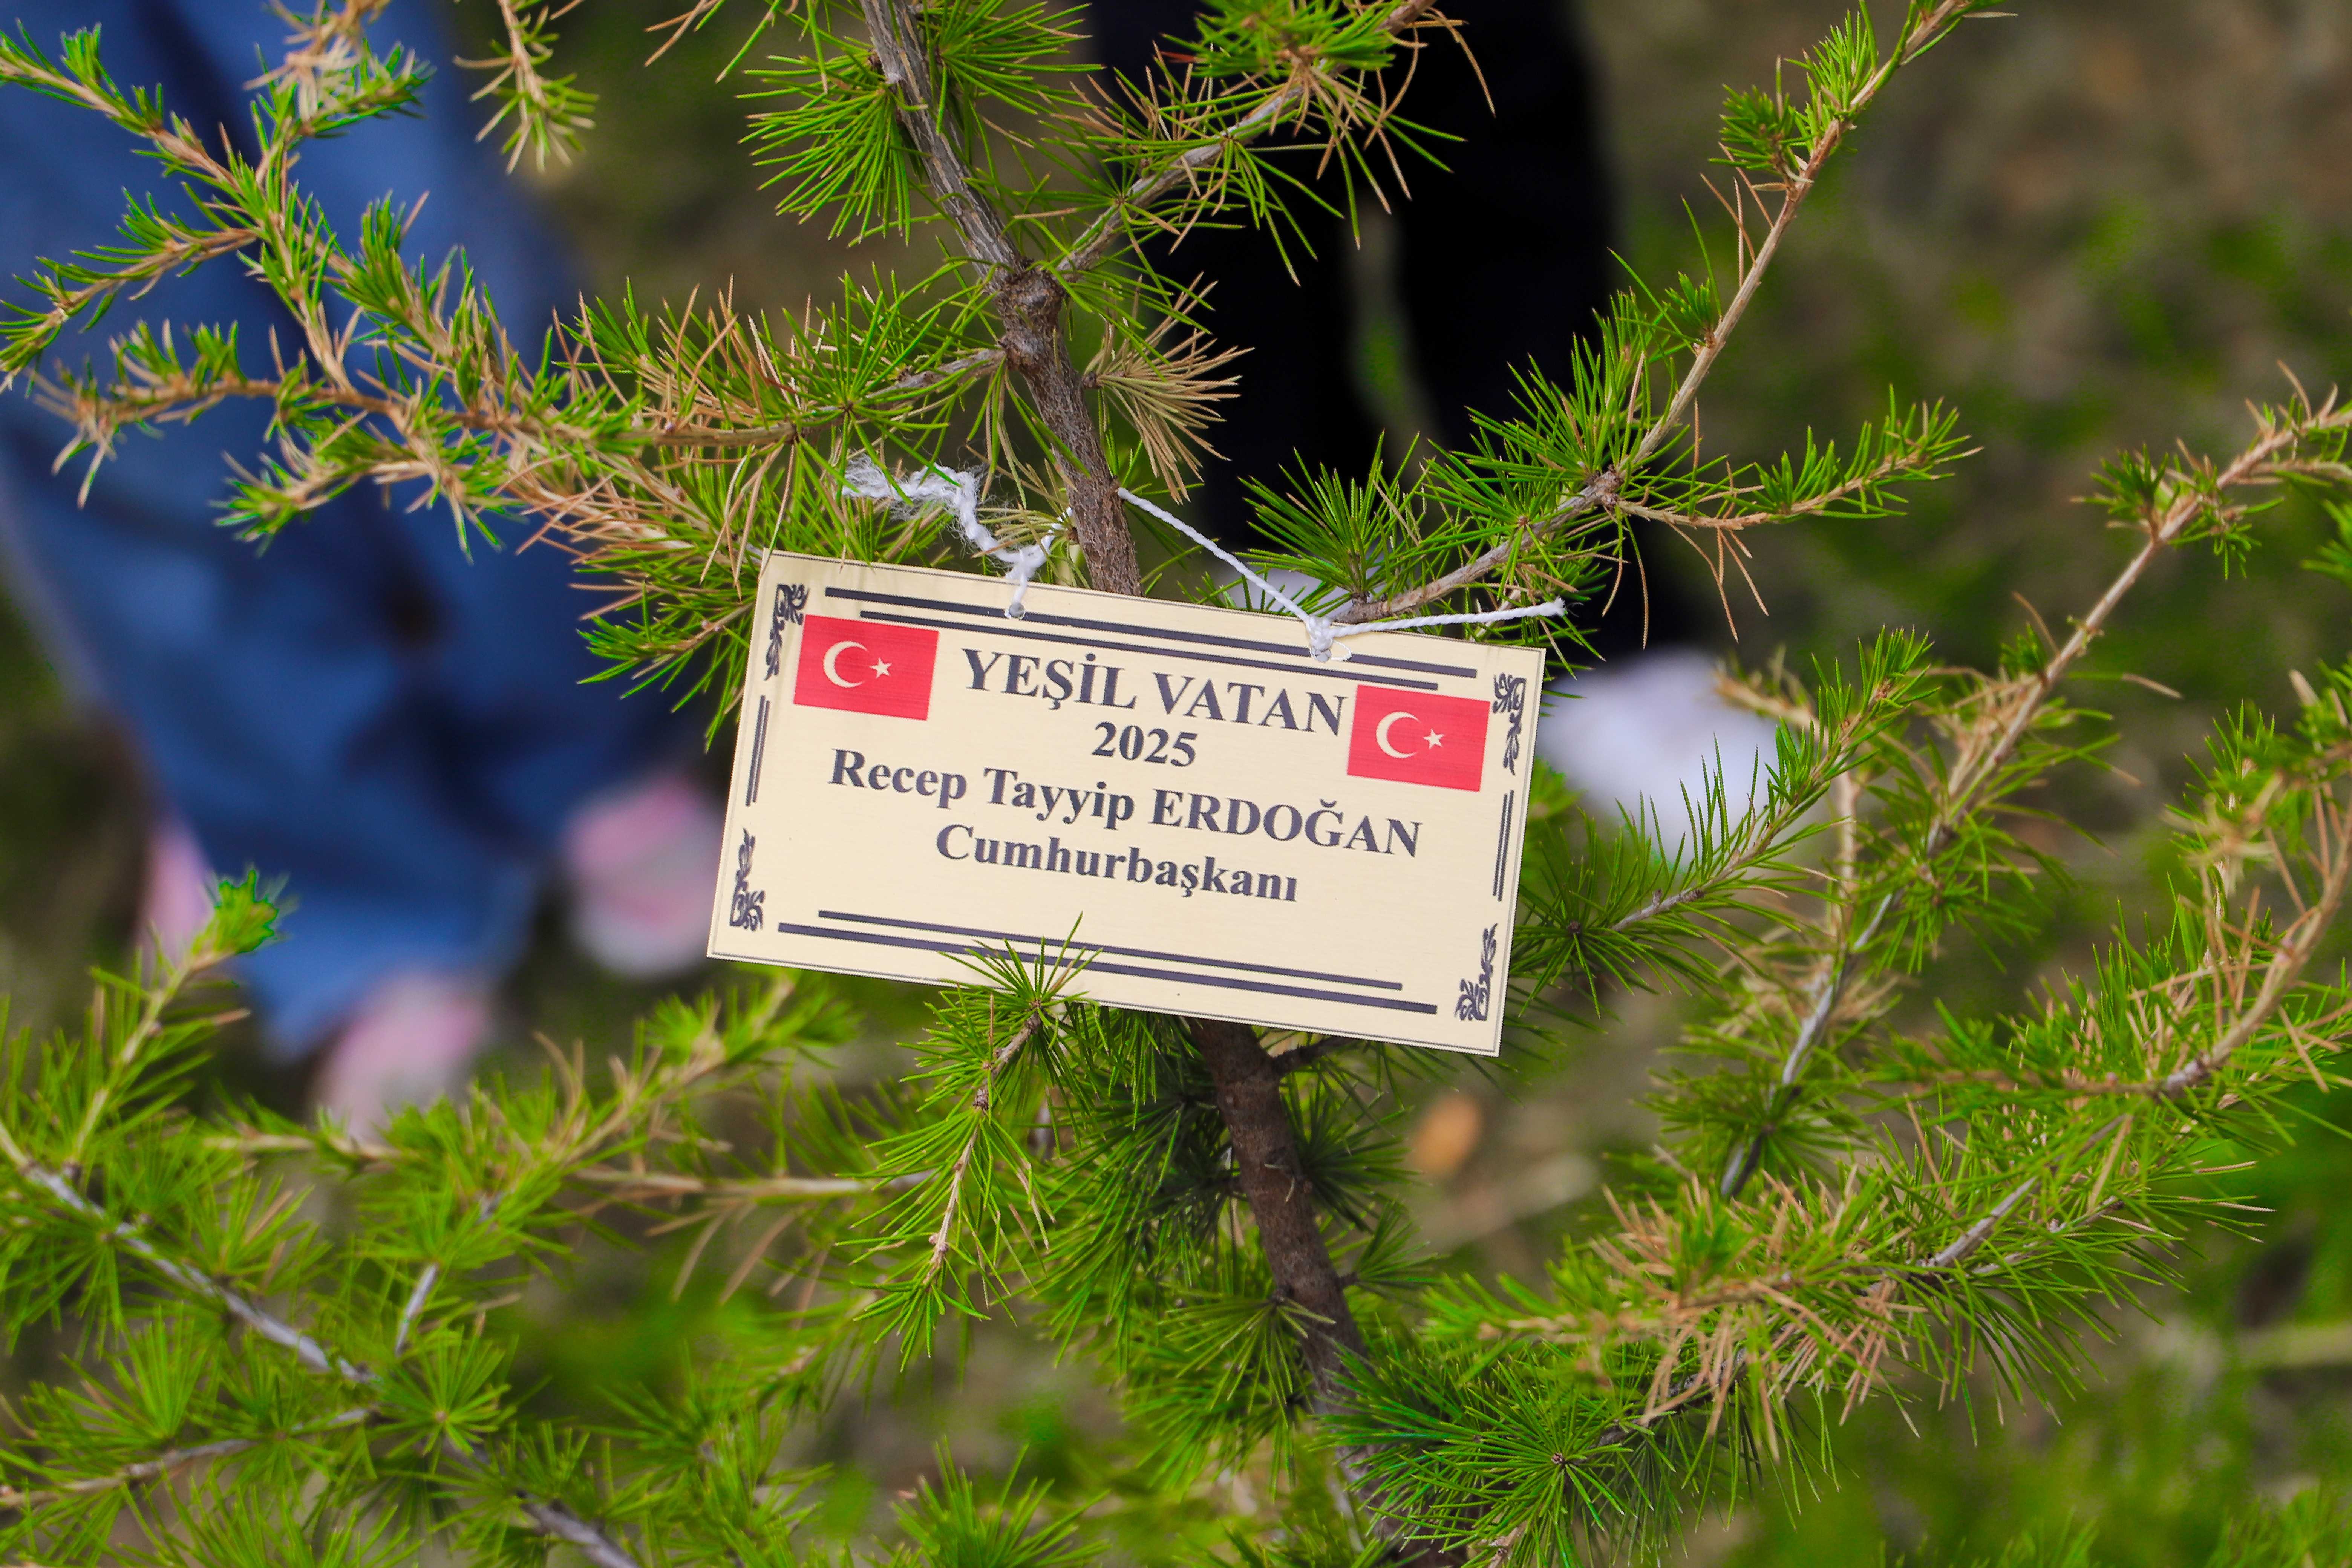 YEŞİL VATAN
2025
Recep Tayyip ERDOĞAN
Cumhurbaşkanı